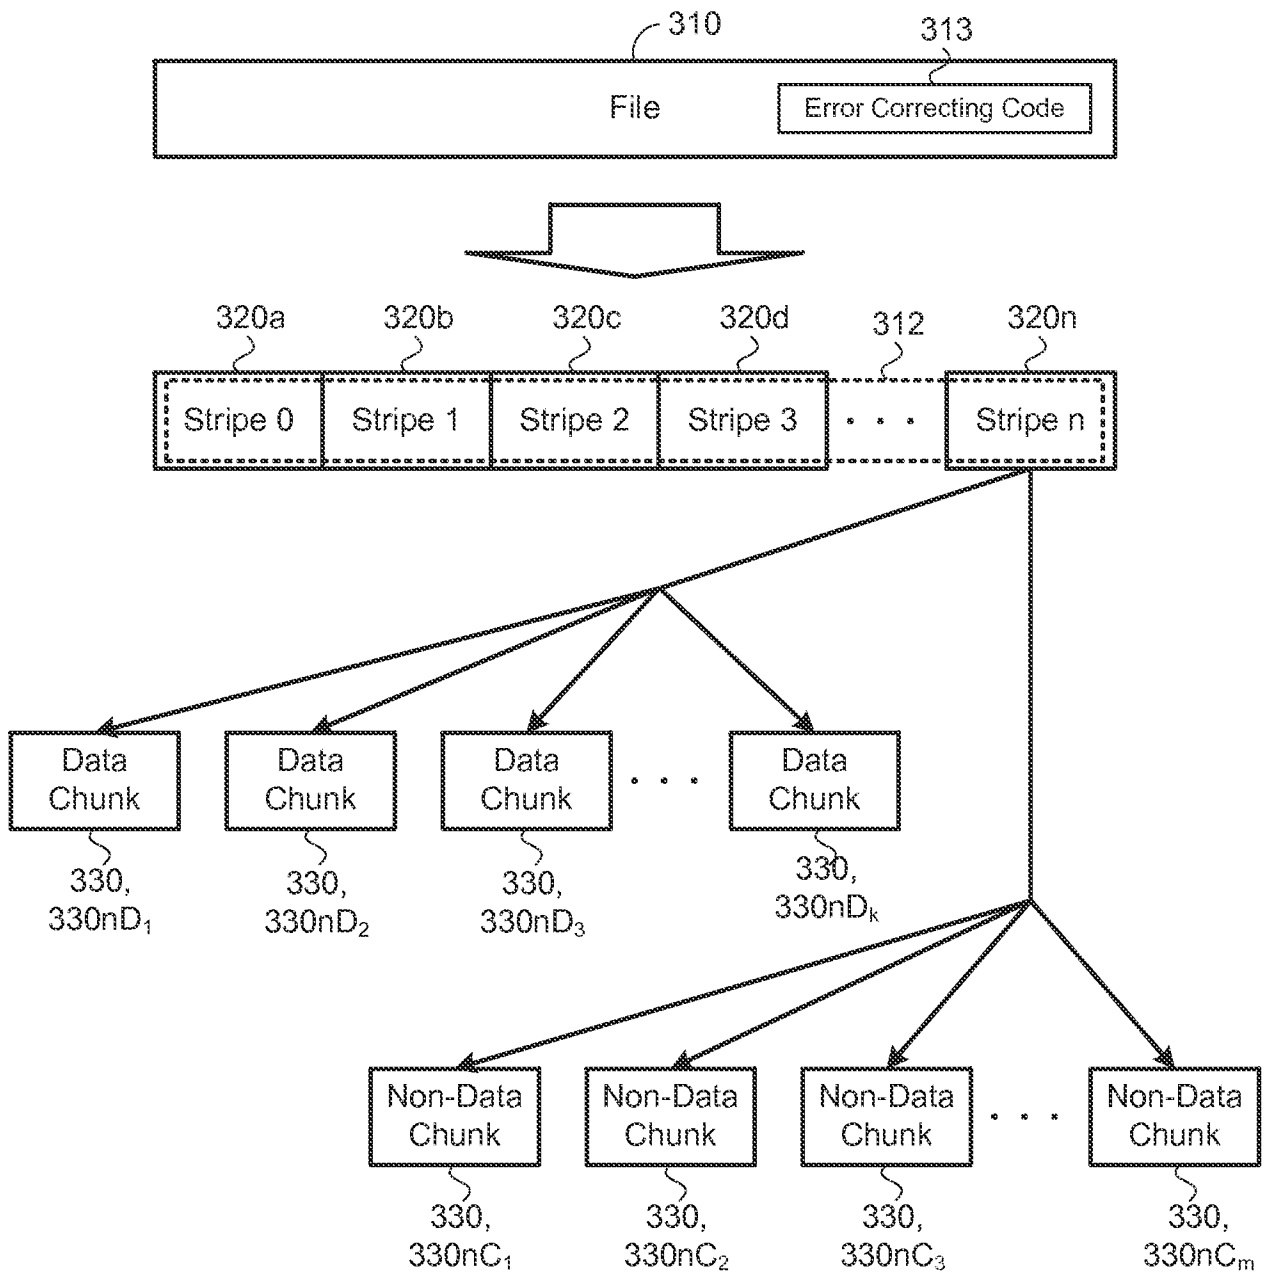 310
313
File
Error Correcting Code
320a 320b 320c 320d 312 320n
Stripe 0 Stripe 1 Stripe 2 Stripe 3 . . . Stripe n
Data Chunk
Data Chunk
Data Chunk
. . .
Data Chunk
330, 330nD₁
330, 330nD₂
330, 330nD₃
330, 330nDₖ
Non-Data Chunk
Non-Data Chunk
Non-Data Chunk
. . .
Non-Data Chunk
330, 330nC₁
330, 330nC₂
330, 330nC₃
330, 330nCₘ